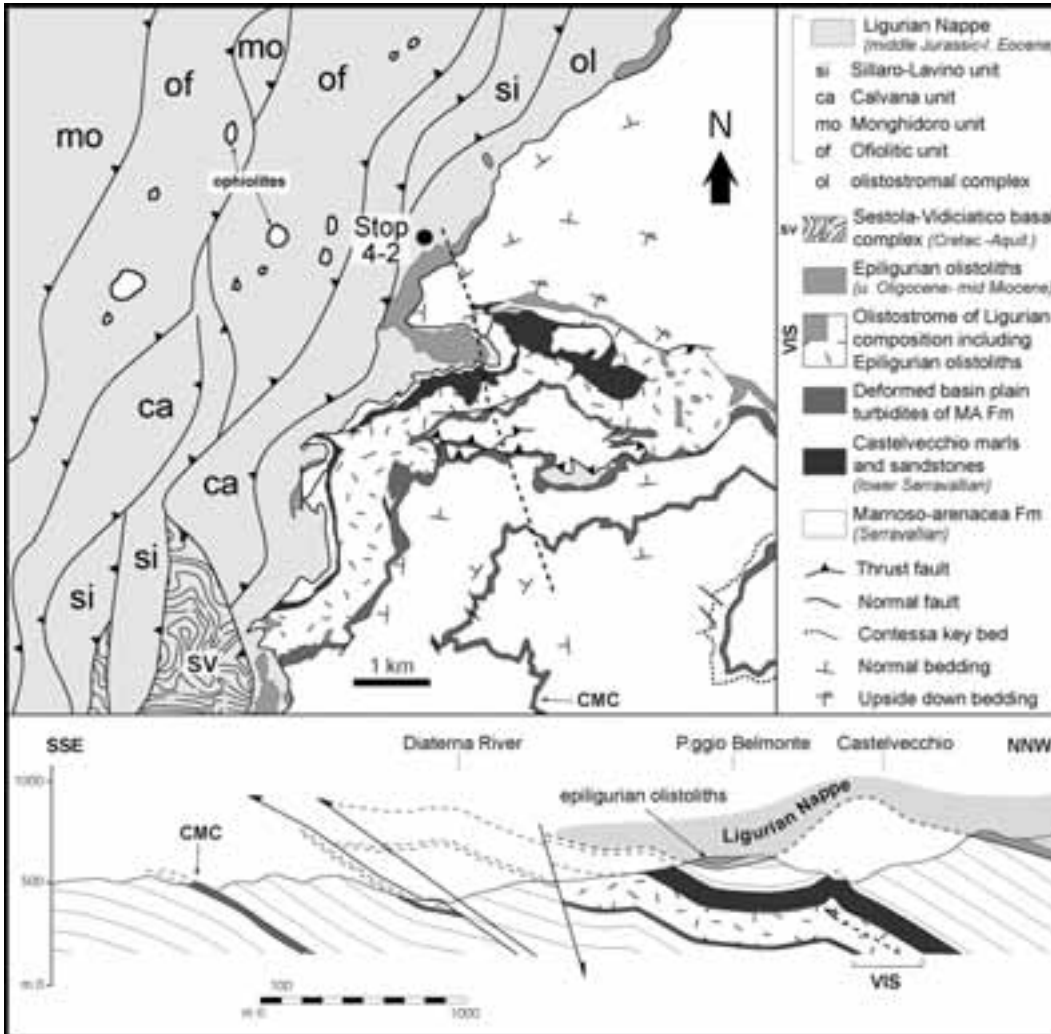 mo
of
mo
of
si
ol
ophiolites
Stop
4-2
N
ca
ca
si
si
sv
1 km
CMC
Ligurian Nappe
(middle Jurassic-l. Eocene)
si Sillaro-Lavino unit
ca Calvana unit
mo Monghidoro unit
of Ofiolitic unit
ol olistostromal complex
sv
Sestola-Vidiciatico basal
complex (Cretac.-Aquit.)
Epiligurian olistoliths
(u. Oligocene- mid Miocene)
VIS
Olistostrome of Ligurian
composition including
Epiligurian olistoliths
Deformed basin plain
turbidites of MA Fm
Castelvecchio marls
and sandstones
(lower Serravallian)
Marnoso-arenacea Fm
(Serravallian)
Thrust fault
Normal fault
Contessa key bed
Normal bedding
Upside down bedding
SSE
Diaterna River
P.ggio Belmonte
Castelvecchio
NNW
1000
epiligurian olistoliths
Ligurian Nappe
CMC
500
VIS
m 0
100
m 0
1000